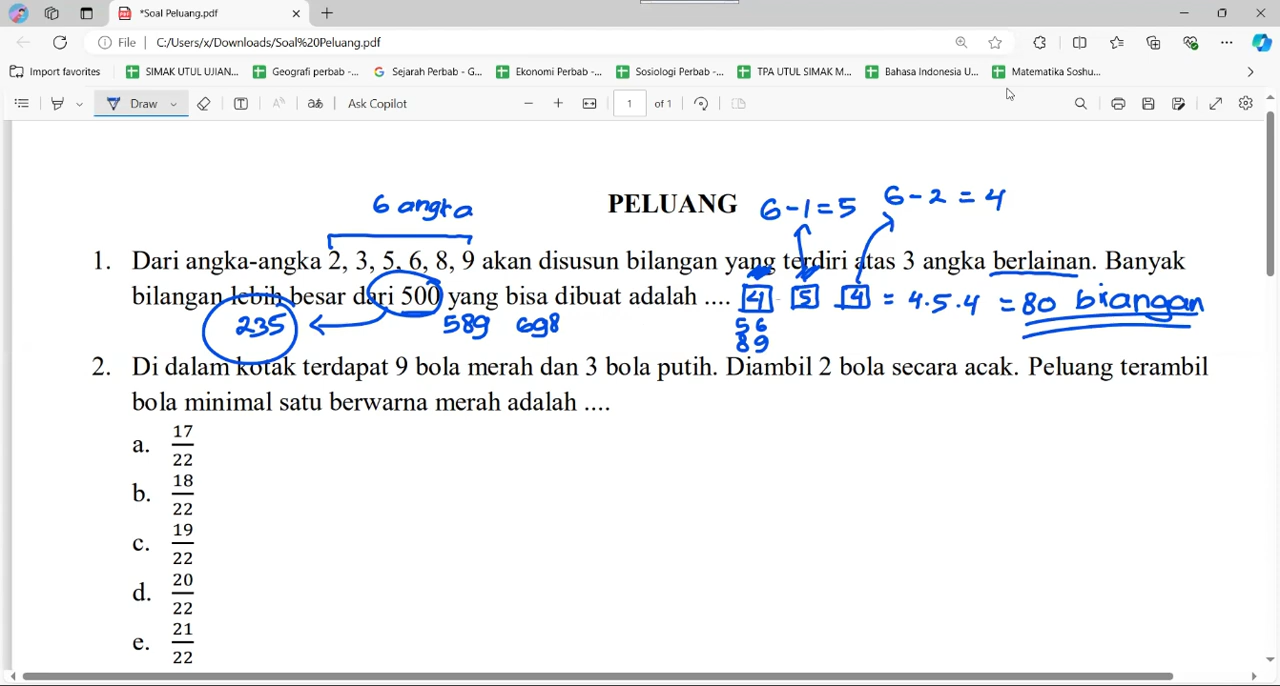 *Soal Peluang.pdf
File C:/Users/x/Downloads/Soal%20Peluang.pdf
Import favorites SIMAK UTUL UJIAN... Geografi perbab -... Sejarah Perbab - G... Ekonomi Perbab -... Sosiologi Perbab -... TPA UTUL SIMAK M... Bahasa Indonesia U... Matematika Soshu...
Draw Ask Copilot 1 of 1
6 angka PELUANG 6-1=5 6-2=4
1. Dari angka-angka 2, 3, 5, 6, 8, 9 akan disusun bilangan yang terdiri atas 3 angka berlainan. Banyak
bilangan lebih besar dari 500 yang bisa dibuat adalah .... 4 5 4 = 4.5.4 = 80 biangan
235 589 698 5 6
8 9
2. Di dalam kotak terdapat 9 bola merah dan 3 bola putih. Diambil 2 bola secara acak. Peluang terambil
bola minimal satu berwarna merah adalah ....
a. 17/22
b. 18/22
c. 19/22
d. 20/22
e. 21/22